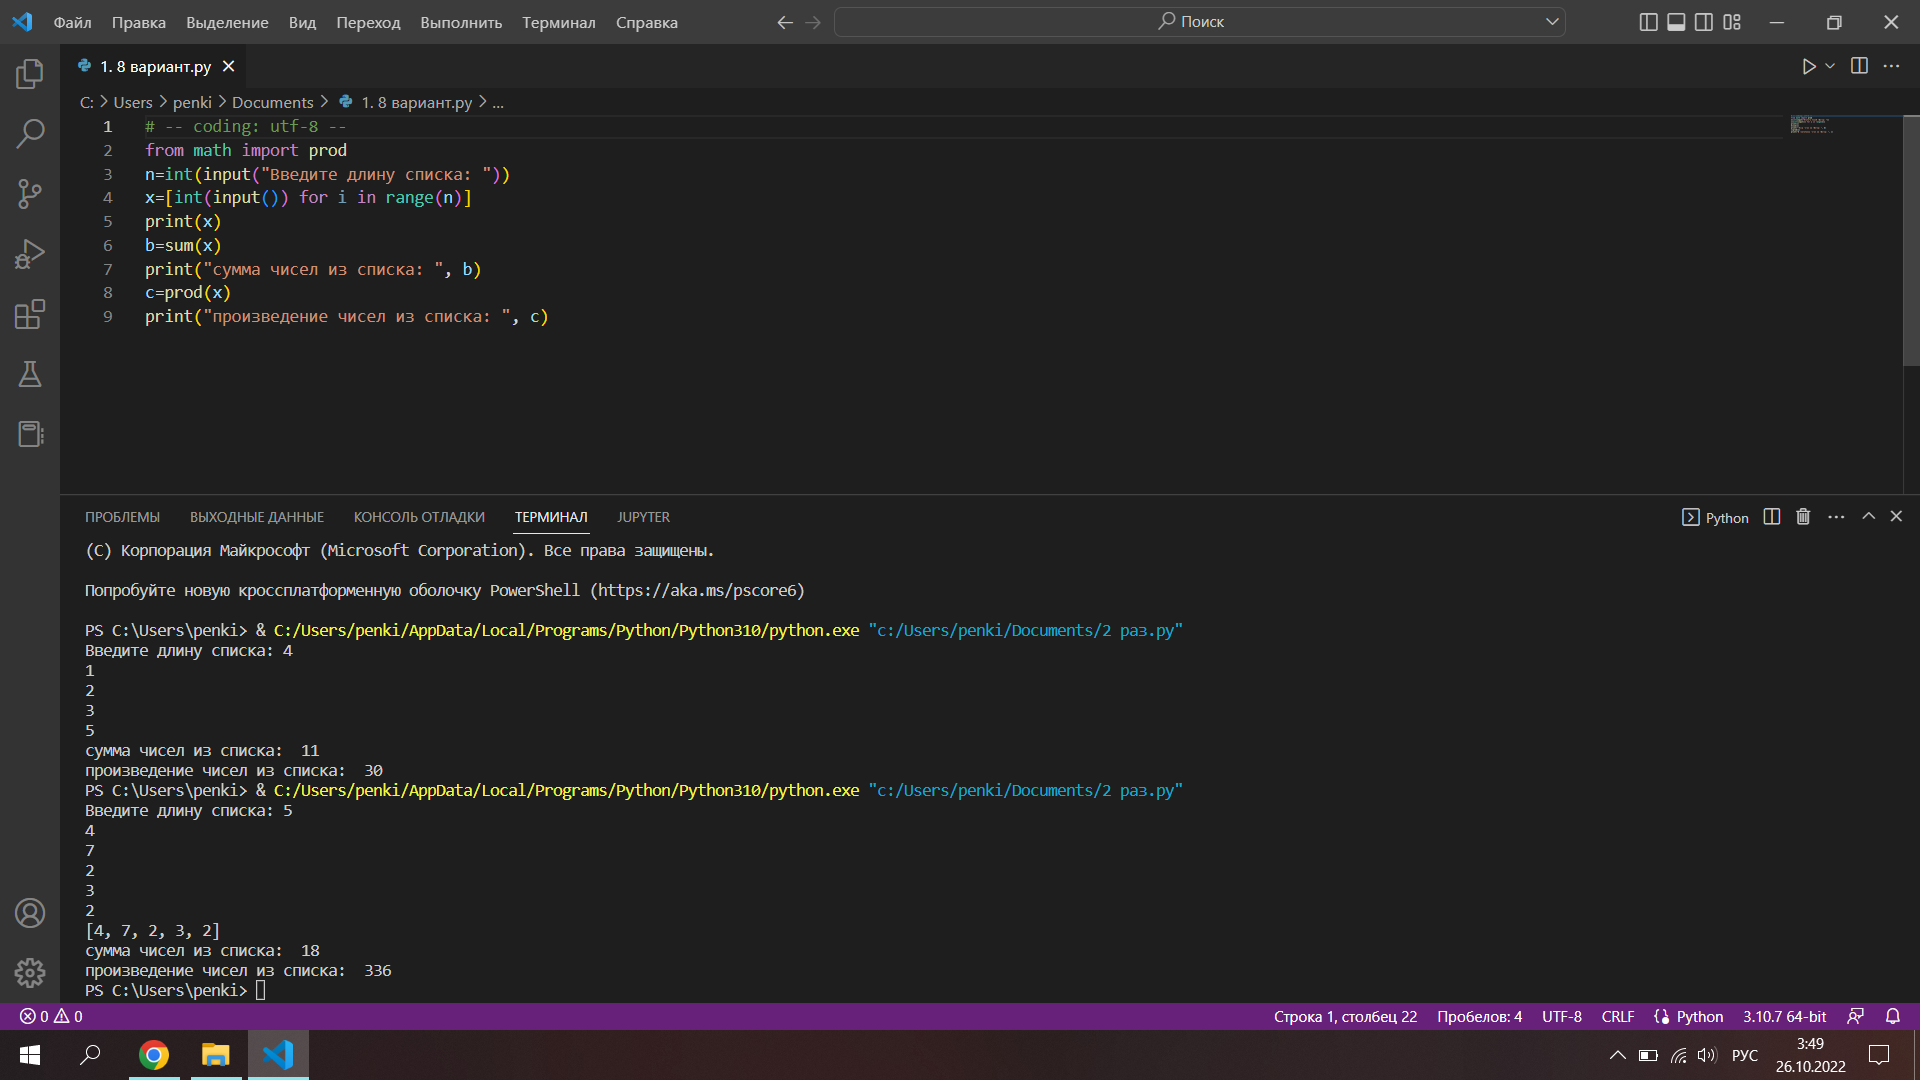 Файл Правка Выделение Вид Переход Выполнить Терминал Справка Поиск
1. 8 вариант.py
C: > Users > penki > Documents > 1. 8 вариант.py > ...
1 # -- coding: utf-8 --
2 from math import prod
3 n=int(input("Введите длину списка: "))
4 x=[int(input()) for i in range(n)]
5 print(x)
6 b=sum(x)
7 print("сумма чисел из списка: ", b)
8 c=prod(x)
9 print("произведение чисел из списка: ", c)
ПРОБЛЕМЫ ВЫХОДНЫЕ ДАННЫЕ КОНСОЛЬ ОТЛАДКИ ТЕРМИНАЛ JUPYTER Python
(C) Корпорация Майкрософт (Microsoft Corporation). Все права защищены.
Попробуйте новую кроссплатформенную оболочку PowerShell (https://aka.ms/pscore6)
PS C:\Users\penki> & C:/Users/penki/AppData/Local/Programs/Python/Python310/python.exe "c:/Users/penki/Documents/2 раз.py"
Введите длину списка: 4
1
2
3
5
сумма чисел из списка:  11
произведение чисел из списка:  30
PS C:\Users\penki> & C:/Users/penki/AppData/Local/Programs/Python/Python310/python.exe "c:/Users/penki/Documents/2 раз.py"
Введите длину списка: 5
4
7
2
3
2
[4, 7, 2, 3, 2]
сумма чисел из списка:  18
произведение чисел из списка:  336
PS C:\Users\penki>
0 0 Строка 1, столбец 22 Пробелов: 4 UTF-8 CRLF Python 3.10.7 64-bit
РУС 3:49
26.10.2022